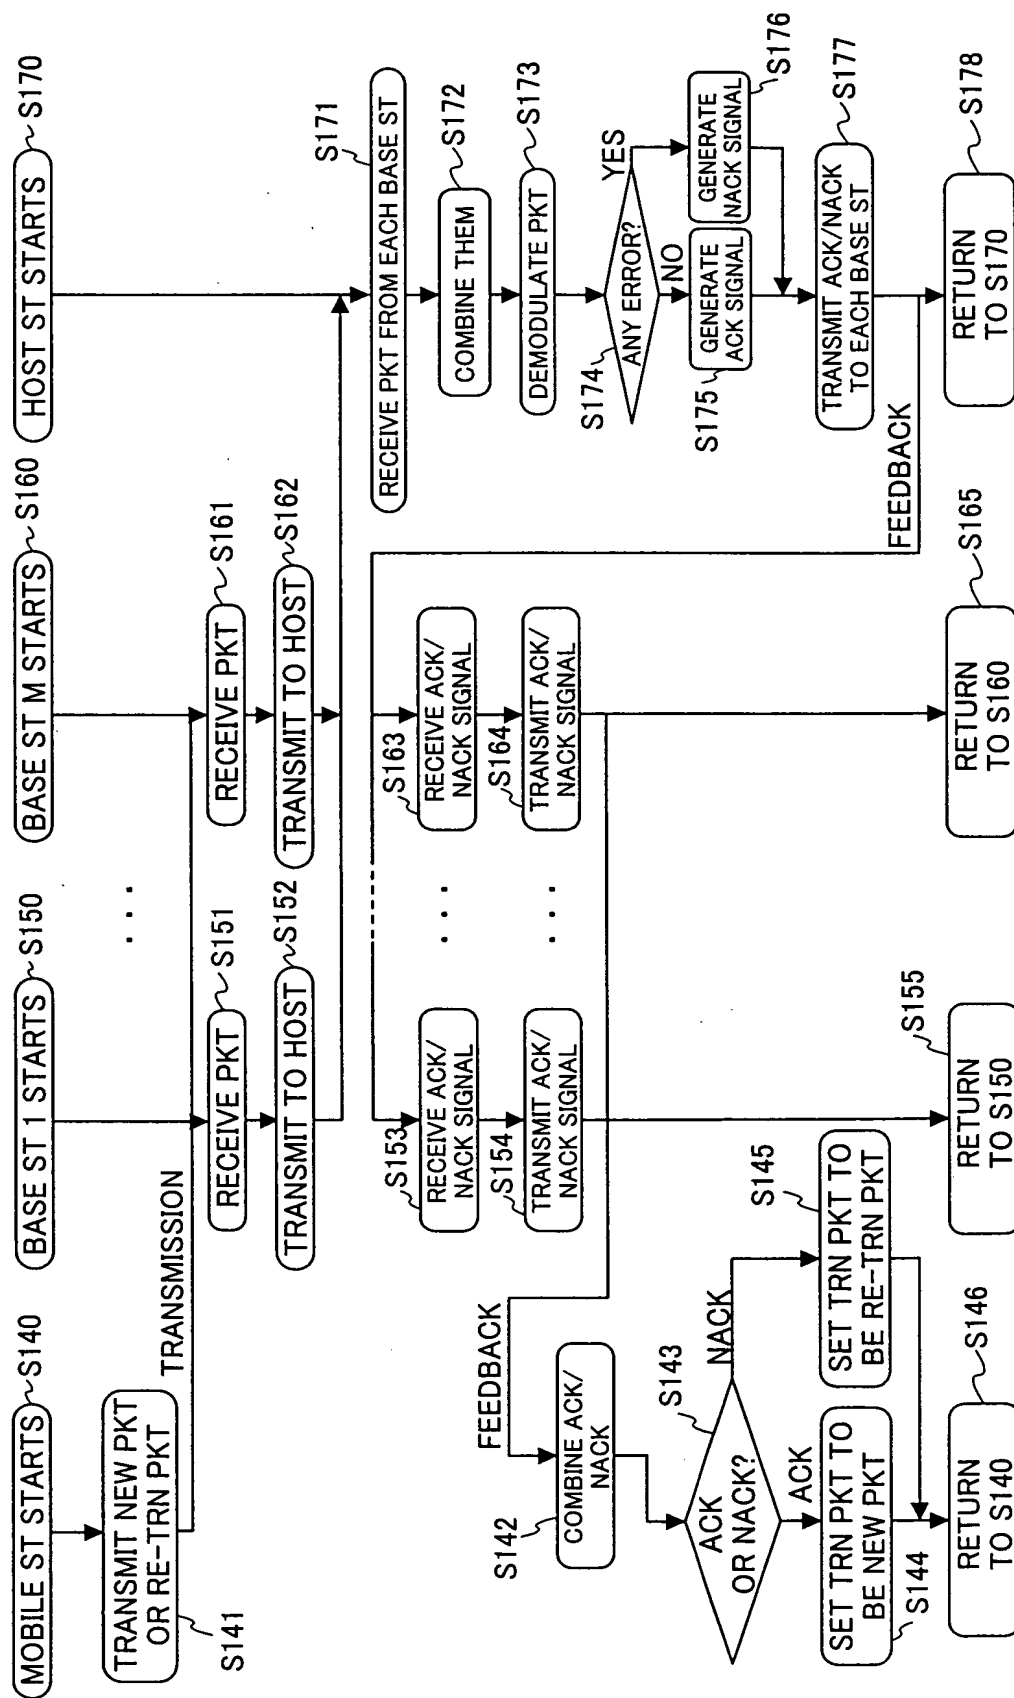 MOBILE ST STARTS
S140
TRANSMIT NEW PKT
OR RE-TRN PKT
S141
TRANSMISSION
FEEDBACK
COMBINE ACK/
NACK
S142
ACK
OR NACK?
S143
NACK
ACK
SET TRN PKT TO
BE NEW PKT
S144
SET TRN PKT TO
BE RE-TRN PKT
S145
RETURN
TO S140
S146
BASE ST 1 STARTS
S150
RECEIVE PKT
S151
TRANSMIT TO HOST
S152
RECEIVE ACK/
NACK SIGNAL
S153
TRANSMIT ACK/
NACK SIGNAL
S154
RETURN
TO S150
S155
. . .
. . .
. . .
BASE ST M STARTS
S160
RECEIVE PKT
S161
TRANSMIT TO HOST
S162
RECEIVE ACK/
NACK SIGNAL
S163
TRANSMIT ACK/
NACK SIGNAL
S164
RETURN
TO S160
S165
HOST ST STARTS
S170
RECEIVE PKT FROM EACH BASE ST
S171
COMBINE THEM
S172
DEMODULATE PKT
S173
ANY ERROR?
S174
YES
NO
GENERATE
ACK SIGNAL
S175
GENERATE
NACK SIGNAL
S176
TRANSMIT ACK/NACK
TO EACH BASE ST
S177
FEEDBACK
RETURN
TO S170
S178